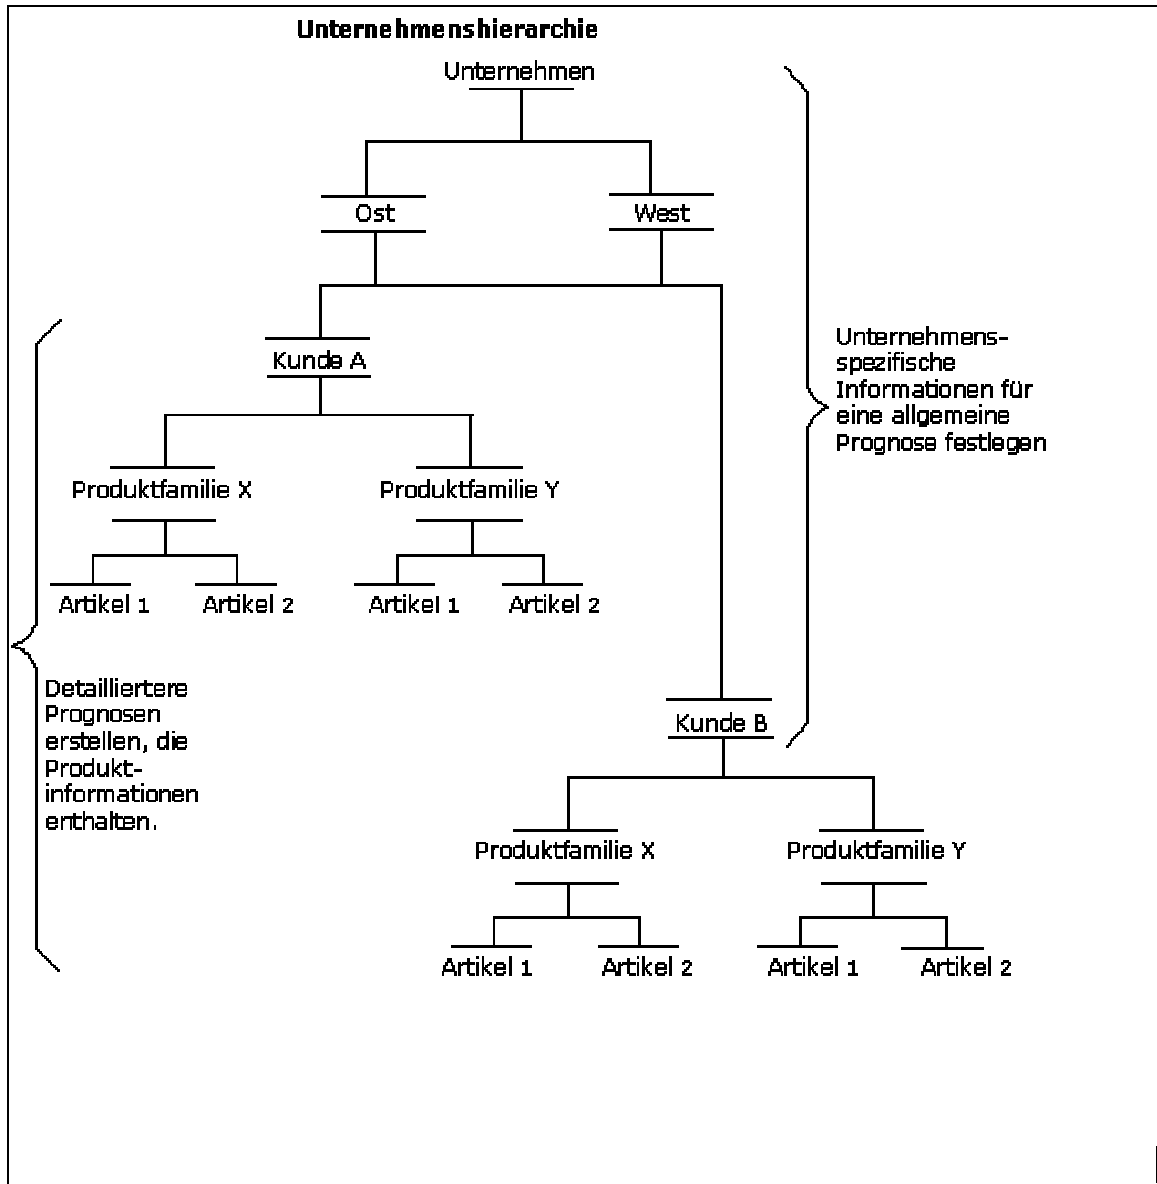 Unternehmenshierarchie
Unternehmen
Ost
West
Kunde A
Unternehmens-
spezifische
Informationen für
eine allgemeine
Prognose festlegen
Produktfamilie X
Produktfamilie Y
Artikel 1
Artikel 2
Artikel 1
Artikel 2
Detailliertere
Prognosen
erstellen, die
Produkt-
informationen
enthalten.
Kunde B
Produktfamilie X
Produktfamilie Y
Artikel 1
Artikel 2
Artikel 1
Artikel 2